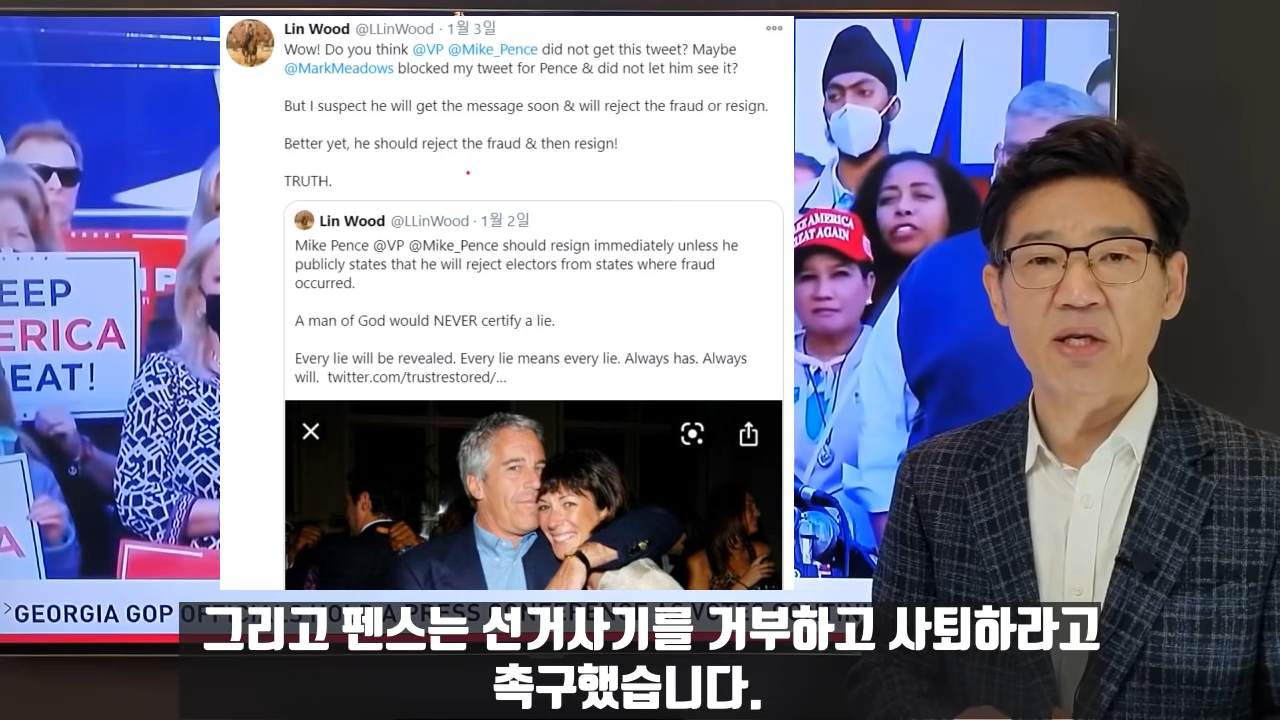 Lin Wood @LLinWood · 1월 3일
Wow! Do you think @VP @Mike_Pence did not get this tweet? Maybe
@MarkMeadows blocked my tweet for Pence & did not let him see it?
But I suspect he will get the message soon & will reject the fraud or resign.
Better yet, he should reject the fraud & then resign!
TRUTH.
Lin Wood @LLinWood · 1월 2일
Mike Pence @VP @Mike_Pence should resign immediately unless he
publicly states that he will reject electors from states where fraud
occurred.
A man of God would NEVER certify a lie.
Every lie will be revealed. Every lie means every lie. Always has. Always
will. twitter.com/trustrestored/...
EEP
ERICA
EAT!
KE AMERICA
EAT AGAIN
>GEORGIA GOP
PRESS CONFERENCE
그리고 펜스는 선거사기를 거부하고 사퇴하라고
촉구했습니다.